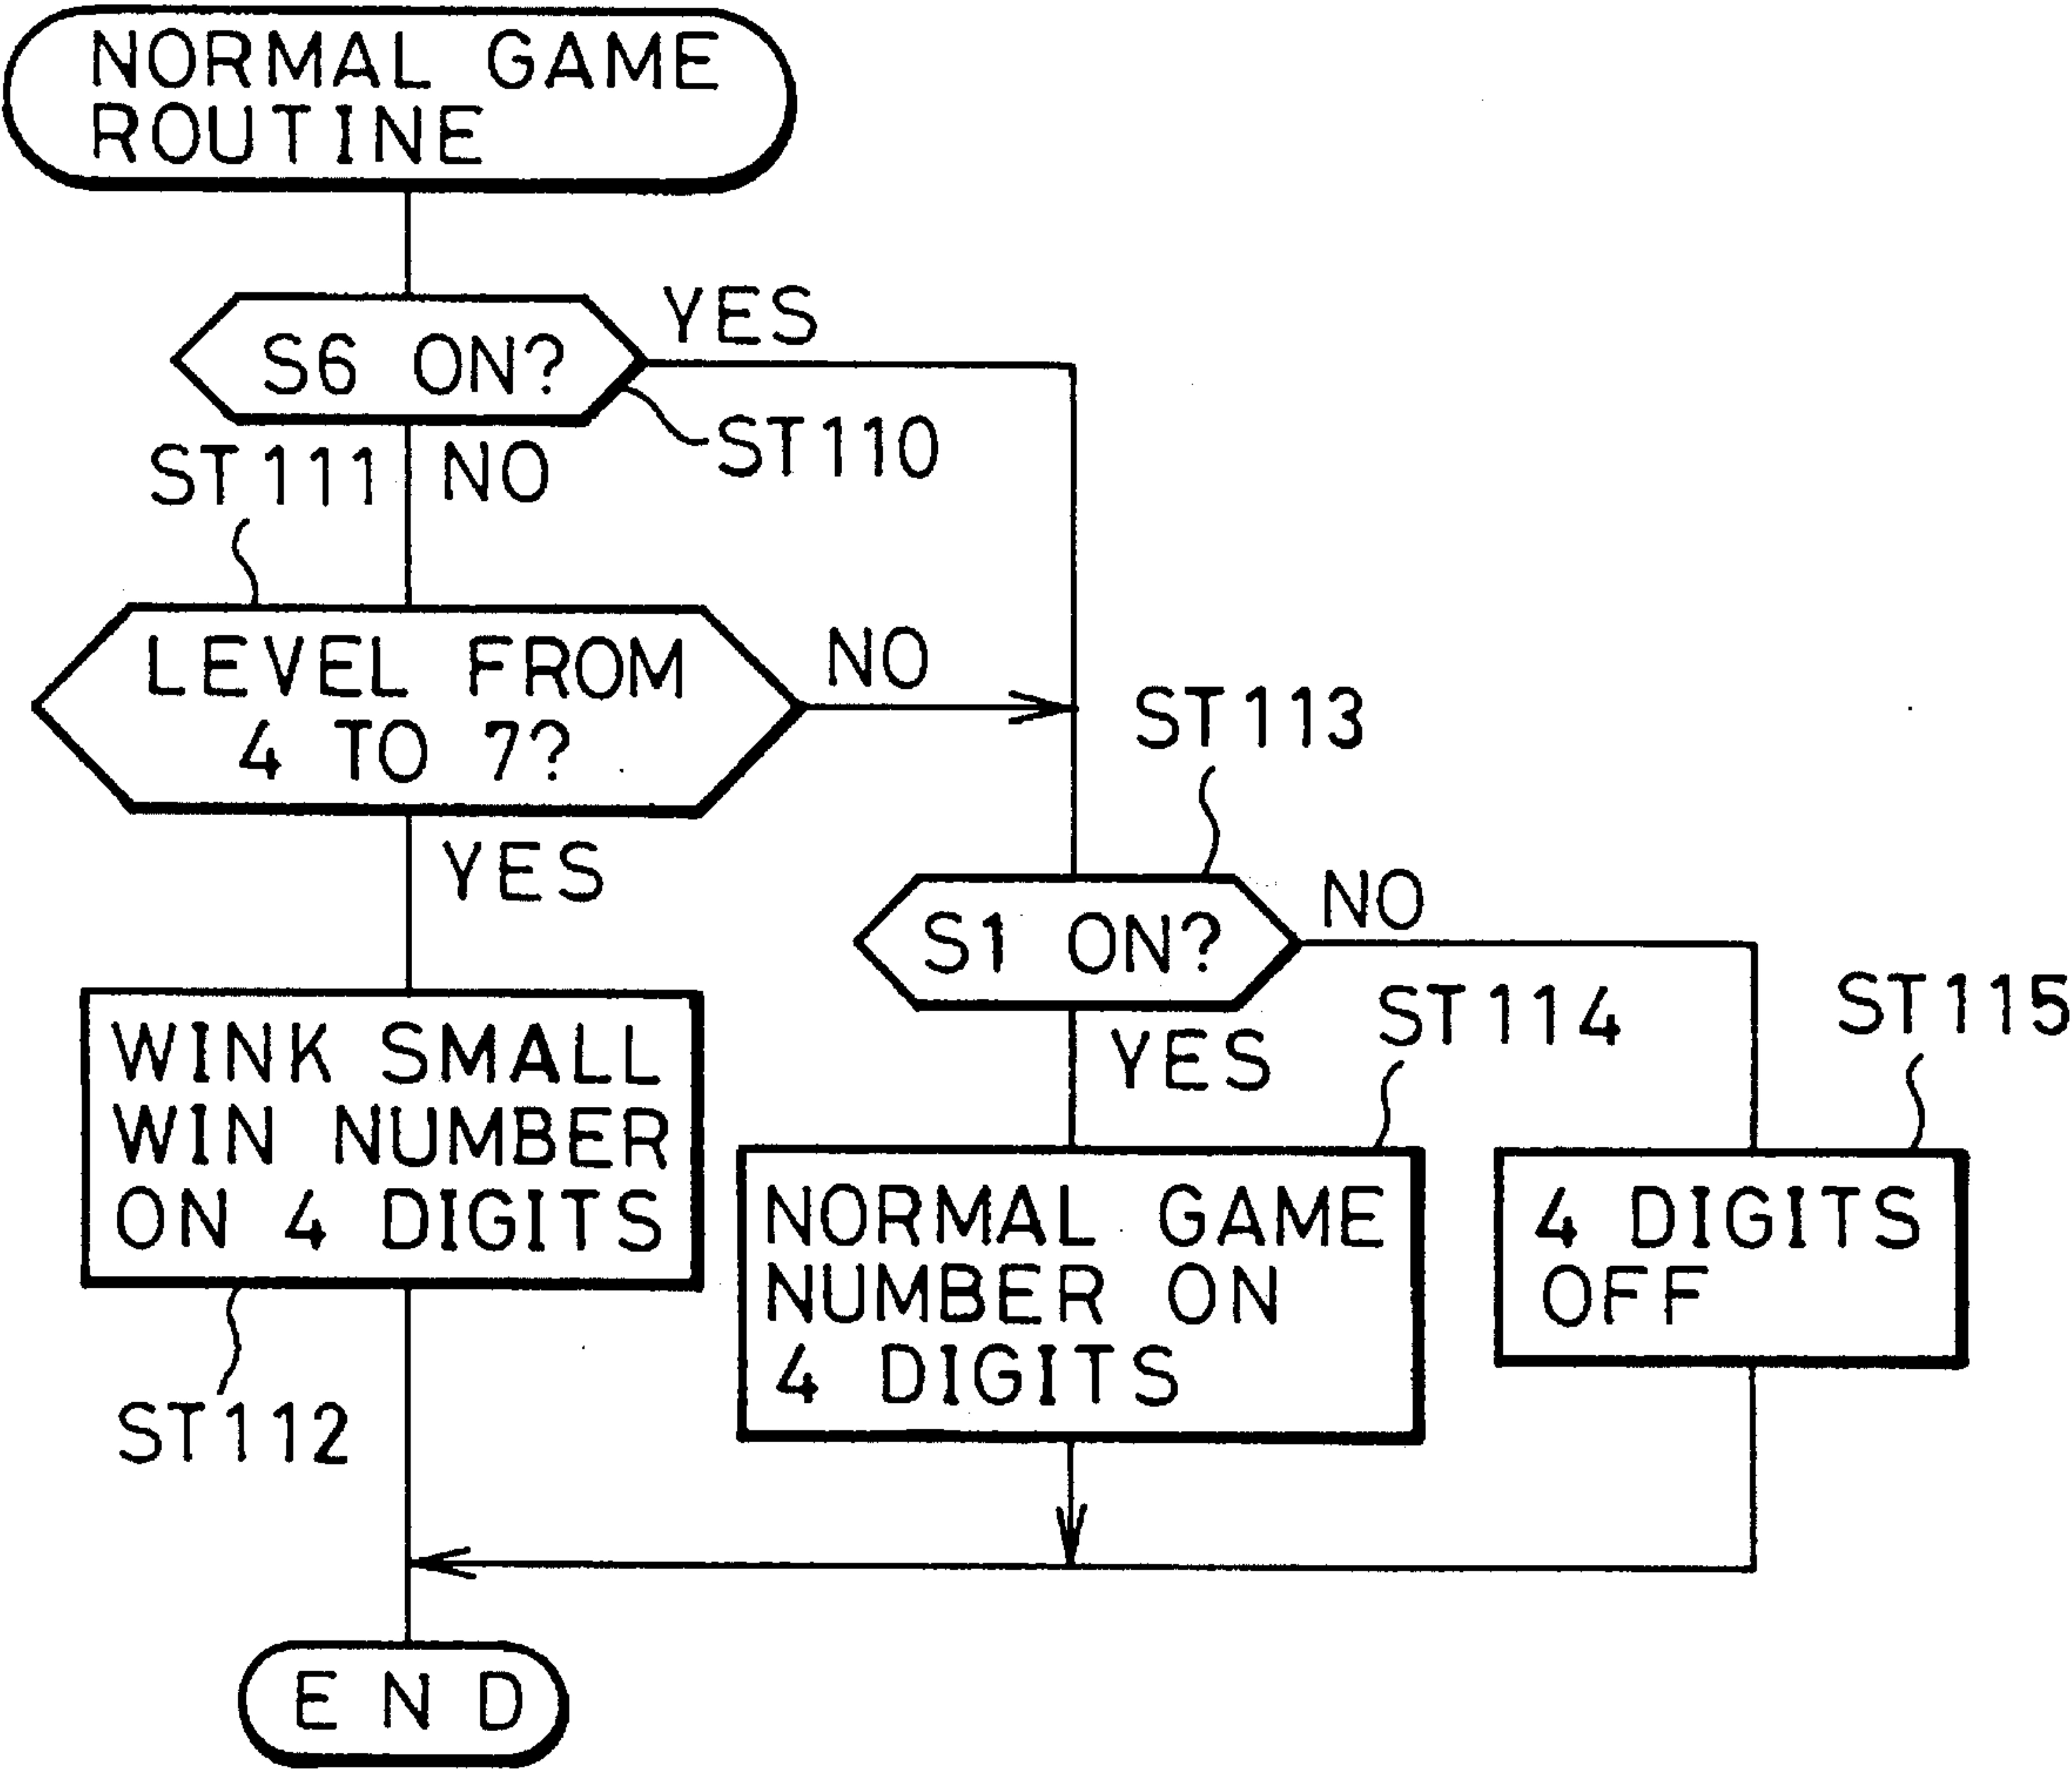 NORMAL GAME
ROUTINE
S6 ON?
YES
ST110
ST111
NO
LEVEL FROM
4 TO 7?
NO
YES
ST113
S1 ON?
NO
YES
ST114
ST115
WINK SMALL
WIN NUMBER
ON 4 DIGITS
ST112
NORMAL GAME
NUMBER ON
4 DIGITS
4 DIGITS
OFF
END